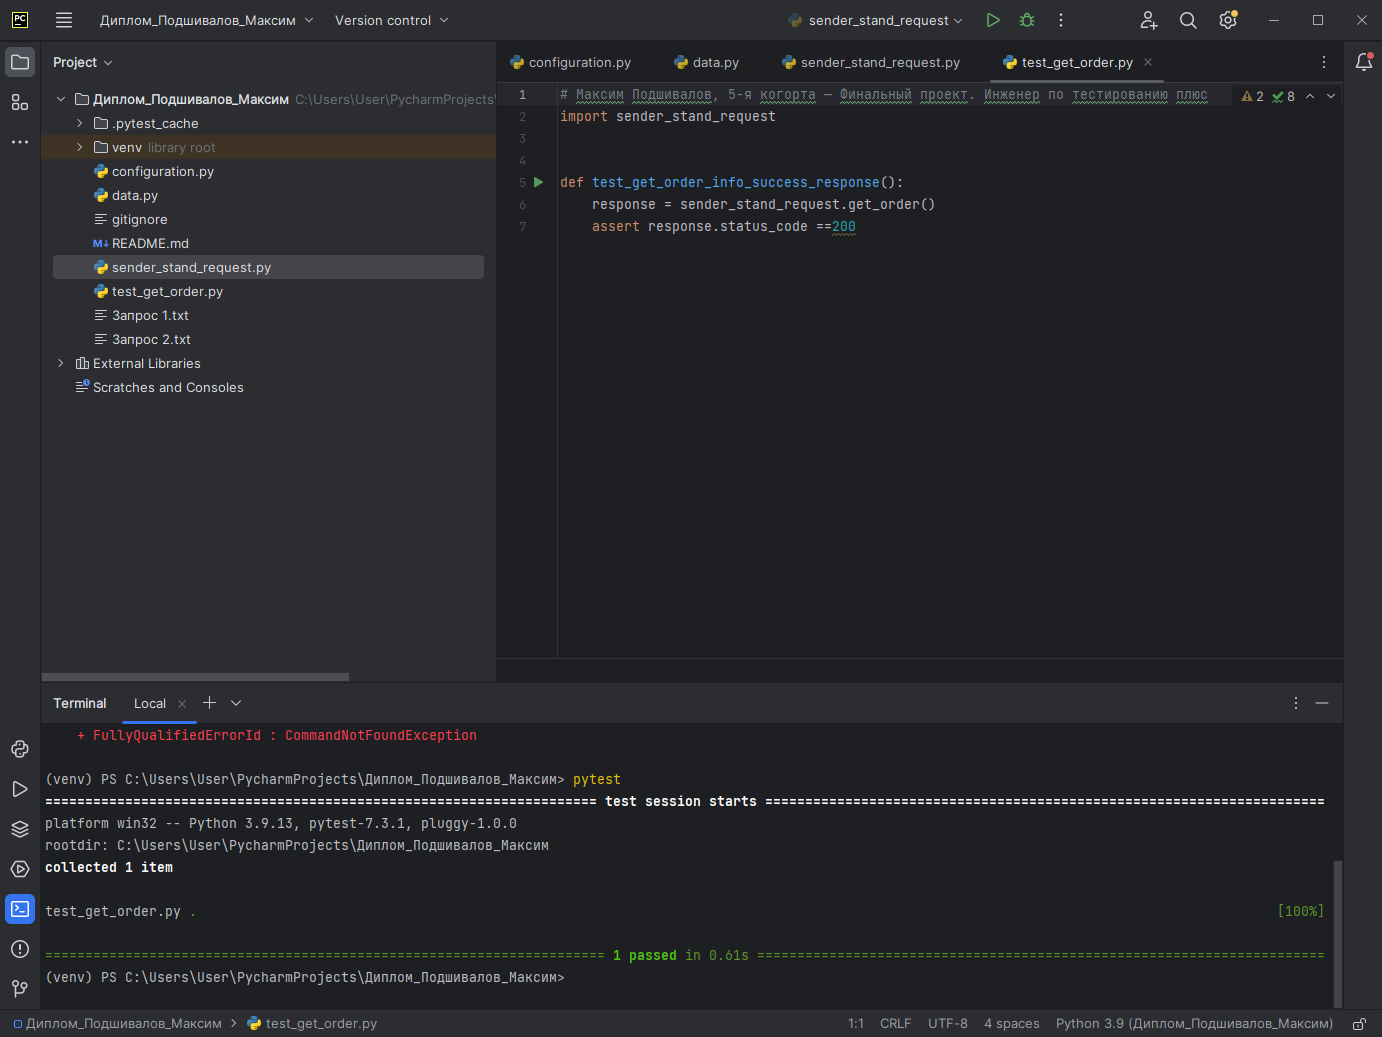 PC
Диплом_Подшивалов_Максим
Version control
sender_stand_request
Project
configuration.py
data.py
sender_stand_request.py
test_get_order.py
Диплом_Подшивалов_Максим C:\Users\User\PycharmProjects\
.pytest_cache
venv library root
configuration.py
data.py
gitignore
M↓ README.md
sender_stand_request.py
test_get_order.py
Запрос 1.txt
Запрос 2.txt
External Libraries
Scratches and Consoles
1 # Максим Подшивалов, 5-я когорта — Финальный проект. Инженер по тестированию плюс
2 import sender_stand_request
3
4
5 def test_get_order_info_success_response():
6 response = sender_stand_request.get_order()
7 assert response.status_code ==200
2 8
Terminal
Local
+ FullyQualifiedErrorId : CommandNotFoundException
(venv) PS C:\Users\User\PycharmProjects\Диплом_Подшивалов_Максим> pytest
===================================================================== test session starts ======================================================================
platform win32 -- Python 3.9.13, pytest-7.3.1, pluggy-1.0.0
rootdir: C:\Users\User\PycharmProjects\Диплом_Подшивалов_Максим
collected 1 item
test_get_order.py . [100%]
====================================================================== 1 passed in 0.61s =======================================================================
(venv) PS C:\Users\User\PycharmProjects\Диплом_Подшивалов_Максим>
Диплом_Подшивалов_Максим > test_get_order.py
1:1 CRLF UTF-8 4 spaces Python 3.9 (Диплом_Подшивалов_Максим)